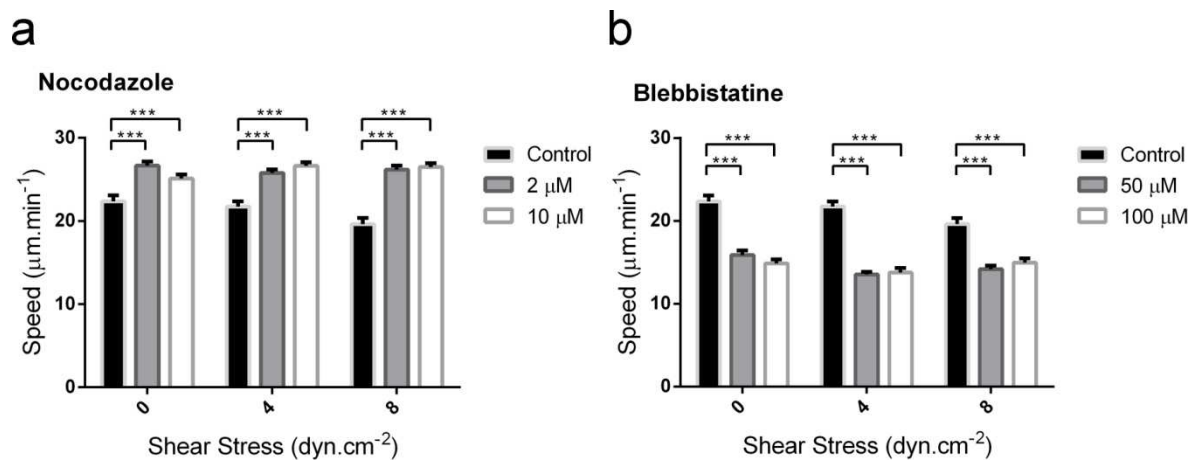 a
Nocodazole
*** *** ***
*** *** ***
30
20
10
0
Speed (μm.min⁻¹)
0 4 8
Shear Stress (dyn.cm⁻²)
Control
2 μM
10 μM
b
Blebbistatine
*** *** ***
*** *** ***
30
20
10
0
Speed (μm.min⁻¹)
0 4 8
Shear Stress (dyn.cm⁻²)
Control
50 μM
100 μM